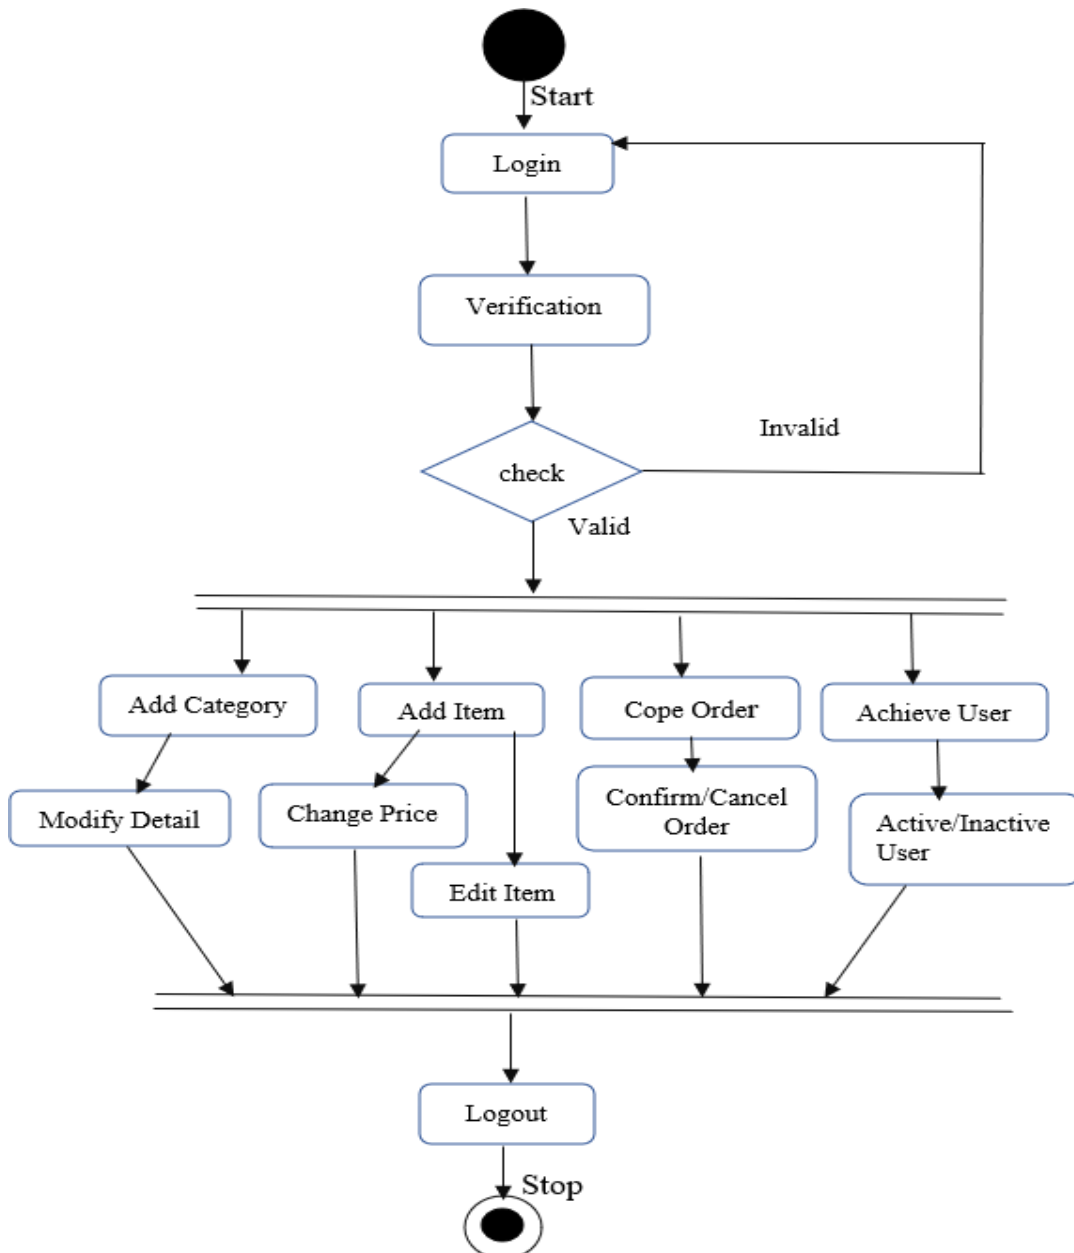 Start
Login
Verification
Invalid
check
Valid
Add Category
Add Item
Cope Order
Achieve User
Modify Detail
Change Price
Confirm/Cancel
Order
Active/Inactive
User
Edit Item
Logout
Stop